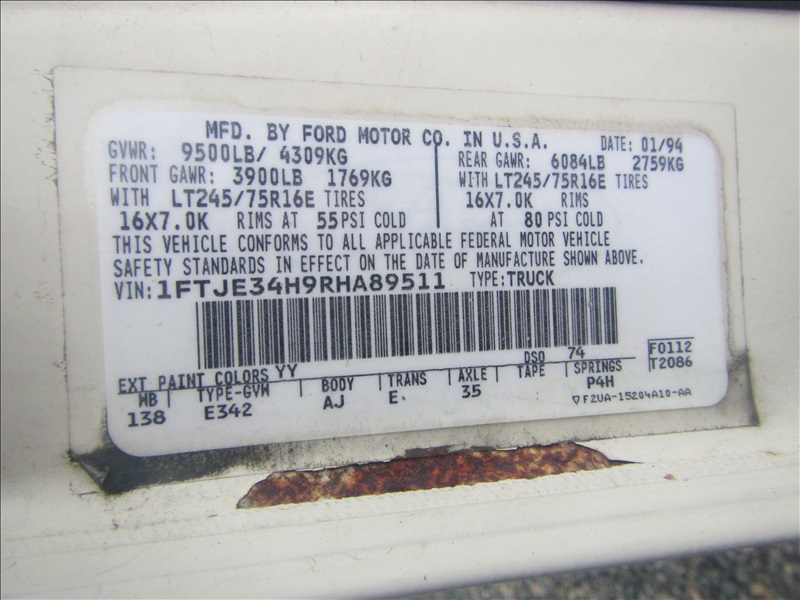 MFD. BY FORD MOTOR CO. IN U.S.A.
DATE: 01/94
GVWR: 9500LB/ 4309KG
FRONT GAWR: 3900LB 1769KG
WITH LT245/75R16E TIRES
16X7.0K RIMS AT 55 PSI COLD
REAR GAWR: 6084LB 2759KG
WITH LT245/75R16E TIRES
16X7.0K RIMS
AT 80 PSI COLD
THIS VEHICLE CONFORMS TO ALL APPLICABLE FEDERAL MOTOR VEHICLE
SAFETY STANDARDS IN EFFECT ON THE DATE OF MANUFACTURE SHOWN ABOVE.
VIN: 1FTJE34H9RHA89511 TYPE: TRUCK
EXT PAINT COLORS YY DSO 74 F0112
WB TYPE-GVW BODY TRANS AXLE TAPE SPRINGS T2086
138 E342 AJ E 35 P4H
▽F2UA-15204A10-AA